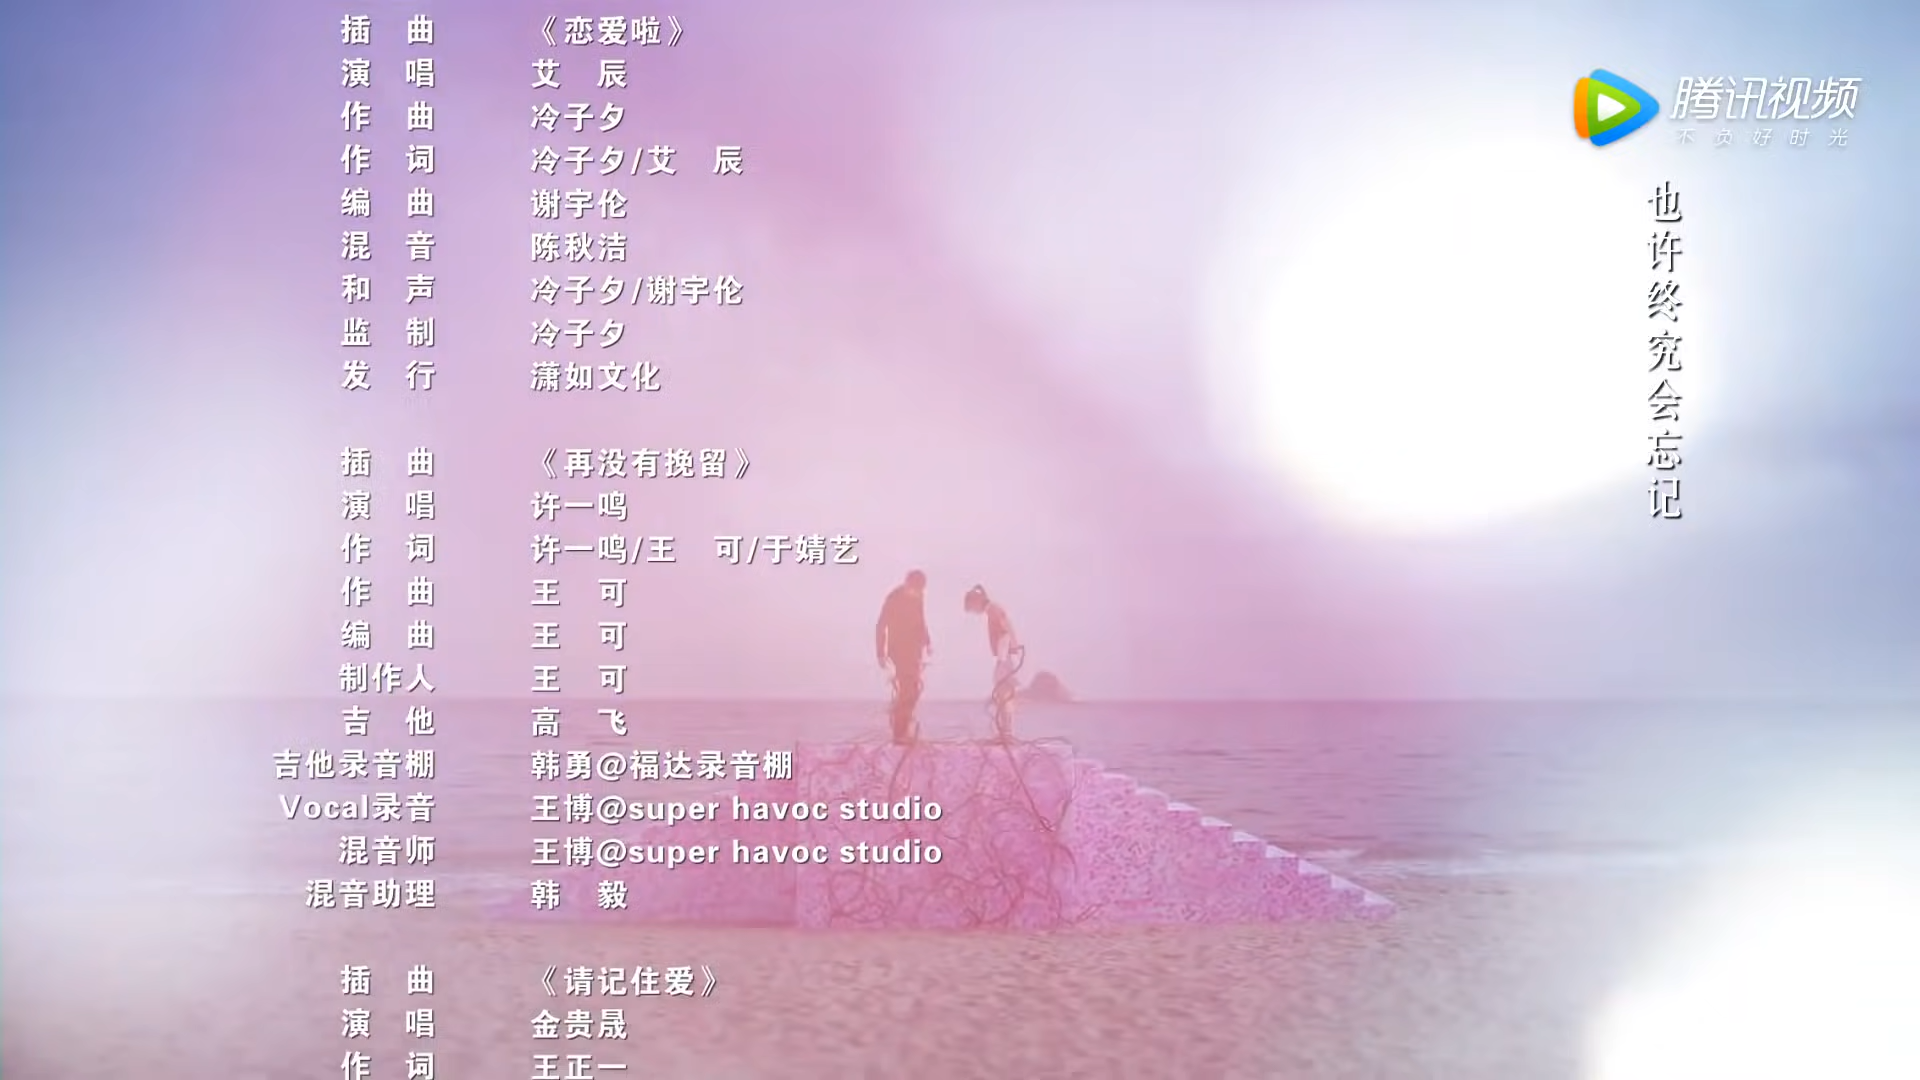 插 曲 《恋爱啦》
演 唱 艾 辰
作 曲 冷子夕
作 词 冷子夕/艾 辰
编 曲 谢宇伦
混 音 陈秋洁
和 声 冷子夕/谢宇伦
监 制 冷子夕
发 行 潇如文化
插 曲 《再没有挽留》
演 唱 许一鸣
作 词 许一鸣/王 可/于婧艺
作 曲 王 可
编 曲 王 可
制作人 王 可
吉 他 高 飞
吉他录音棚 韩勇@福达录音棚
Vocal录音 王博@super havoc studio
混音师 王博@super havoc studio
混音助理 韩 毅
插 曲 《请记住爱》
演 唱 金贵晟
作 词 王正一
腾讯视频
不负好时光
也许终究会忘记